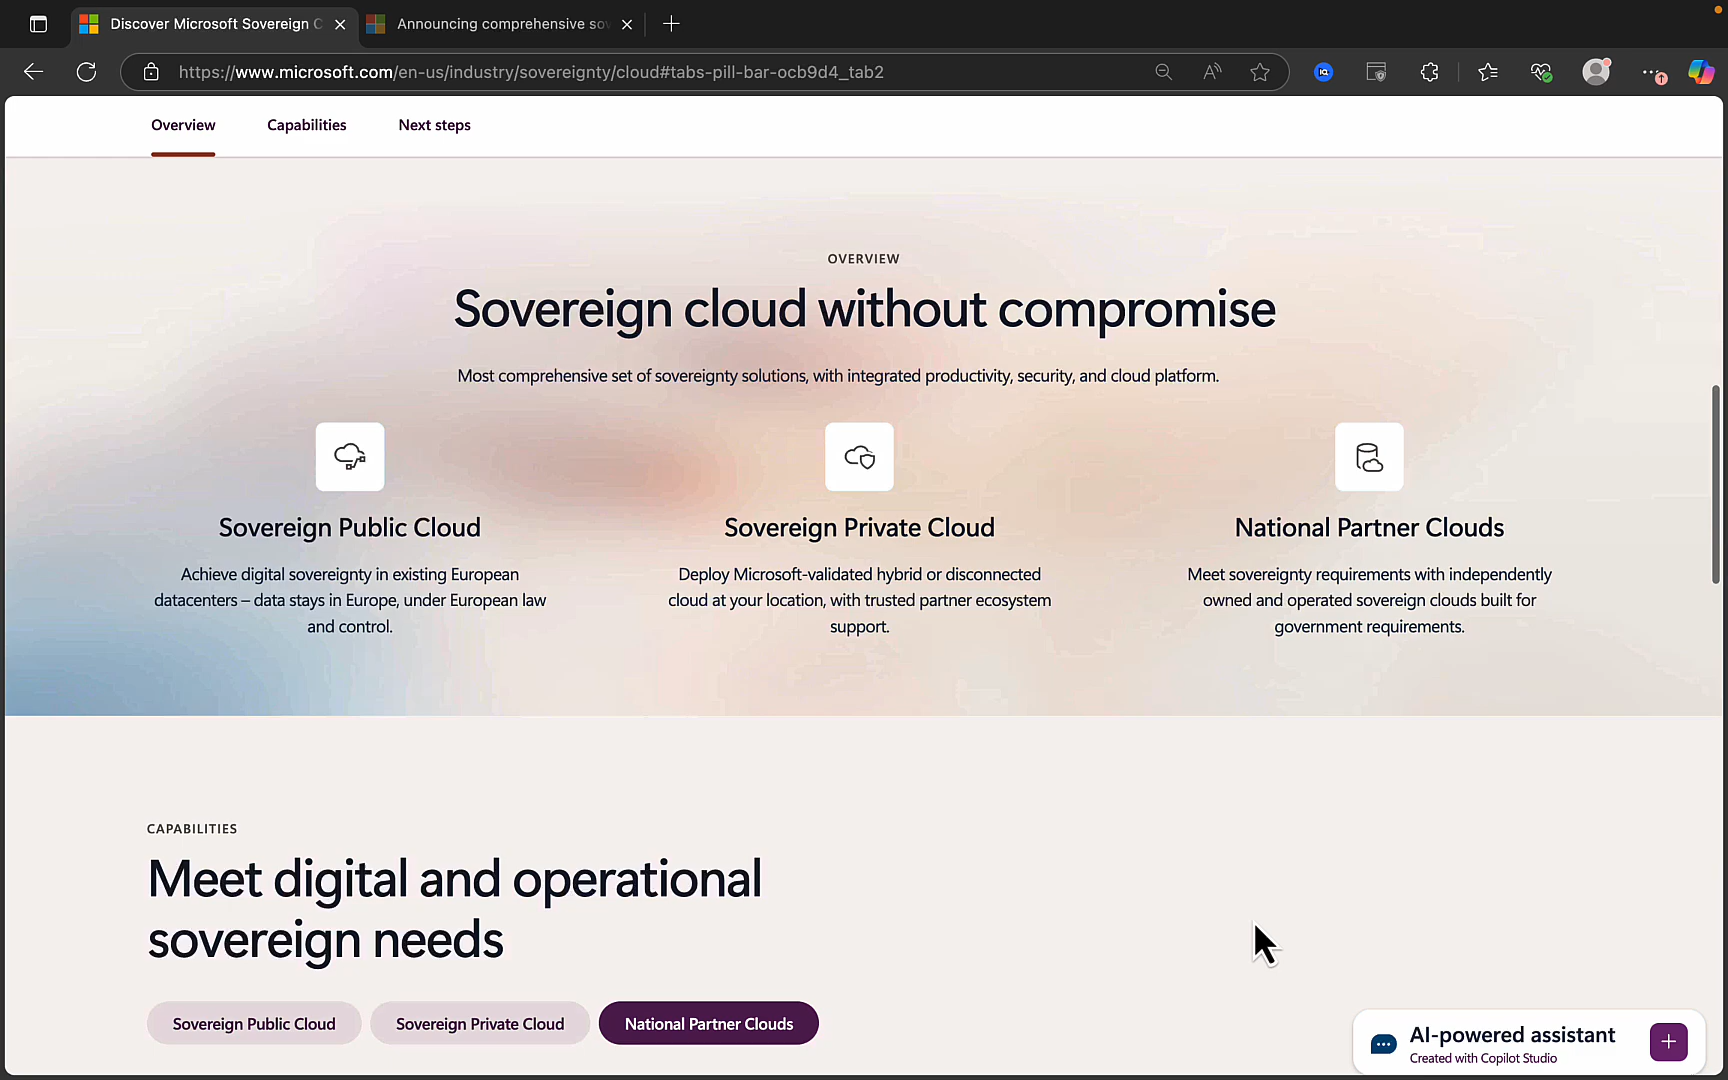 Discover Microsoft Sovereign C
Announcing comprehensive sov
https://www.microsoft.com/en-us/industry/sovereignty/cloud#tabs-pill-bar-ocb9d4_tab2
Overview
Capabilities
Next steps
OVERVIEW
Sovereign cloud without compromise
Most comprehensive set of sovereignty solutions, with integrated productivity, security, and cloud platform.
Sovereign Public Cloud
Achieve digital sovereignty in existing European
datacenters – data stays in Europe, under European law
and control.
Sovereign Private Cloud
Deploy Microsoft-validated hybrid or disconnected
cloud at your location, with trusted partner ecosystem
support.
National Partner Clouds
Meet sovereignty requirements with independently
owned and operated sovereign clouds built for
government requirements.
CAPABILITIES
Meet digital and operational
sovereign needs
Sovereign Public Cloud
Sovereign Private Cloud
National Partner Clouds
AI-powered assistant
Created with Copilot Studio